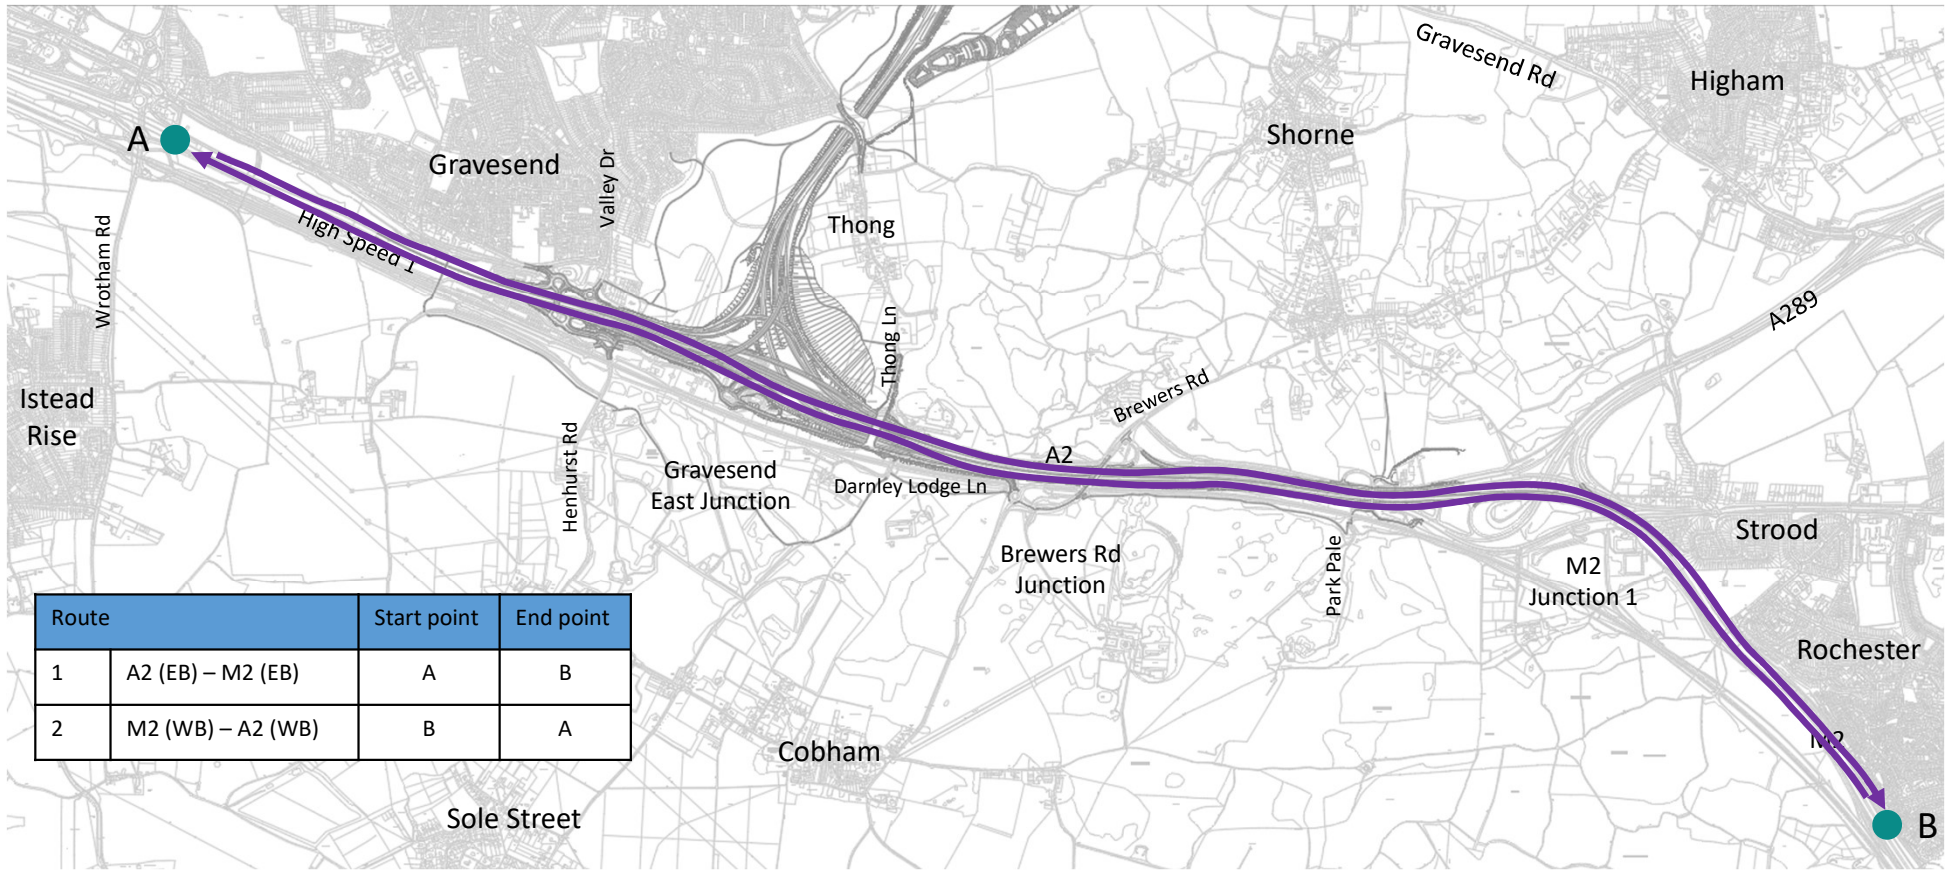 Gravesend Rd
Higham
A
Shorne
Gravesend
Valley Dr
Thong
High Speed 1
Wrotham Rd
A289
Thong Ln
Istead
Rise
Brewers Rd
A2
Henhurst Rd
Gravesend
East Junction
Darnley Lodge Ln
Strood
Brewers Rd
Junction
Park Pale
M2
Junction 1
Rochester
Route Start point End point
1 A2 (EB) – M2 (EB) A B
2 M2 (WB) – A2 (WB) B A
M2
Cobham
Sole Street
B